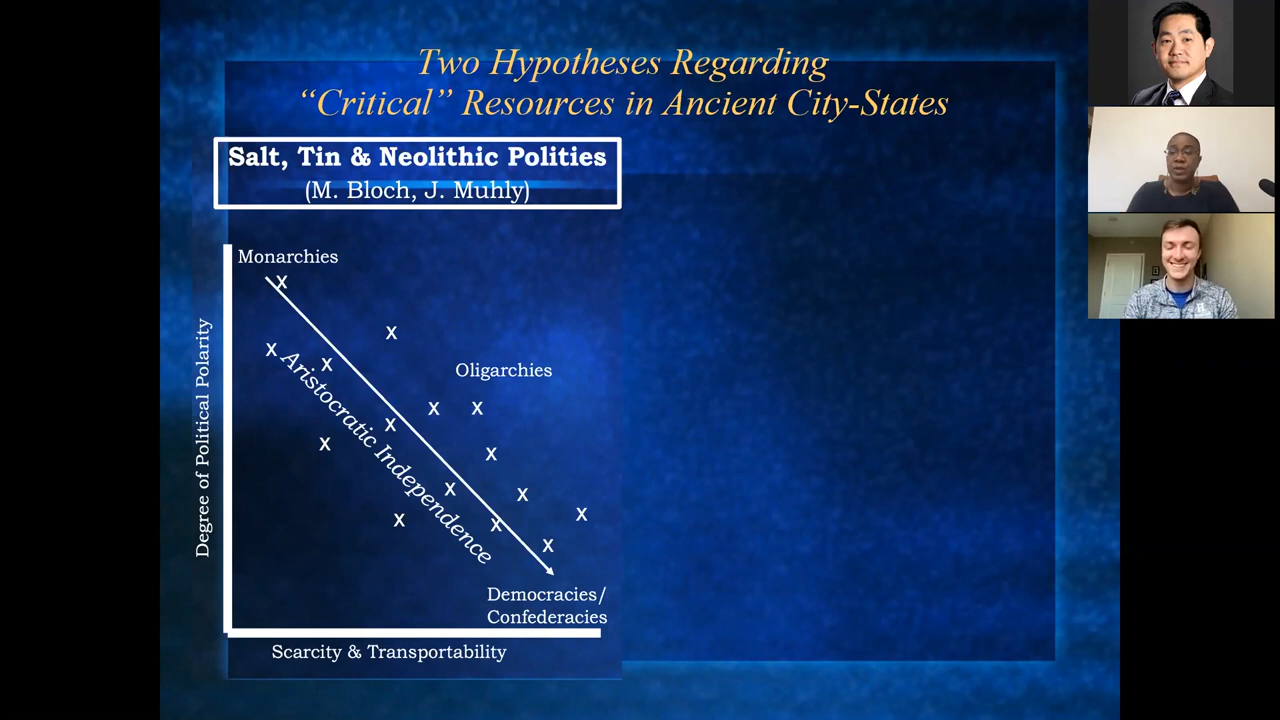 Two Hypotheses Regarding
“Critical” Resources in Ancient City-States
Salt, Tin & Neolithic Polities
(M. Bloch, J. Muhly)
Monarchies
X
X
X
X
Oligarchies
X
X
X
X
X
X
X
X
X
X
X
Aristocratic Independence
Democracies/
Confederacies
Degree of Political Polarity
Scarcity & Transportability